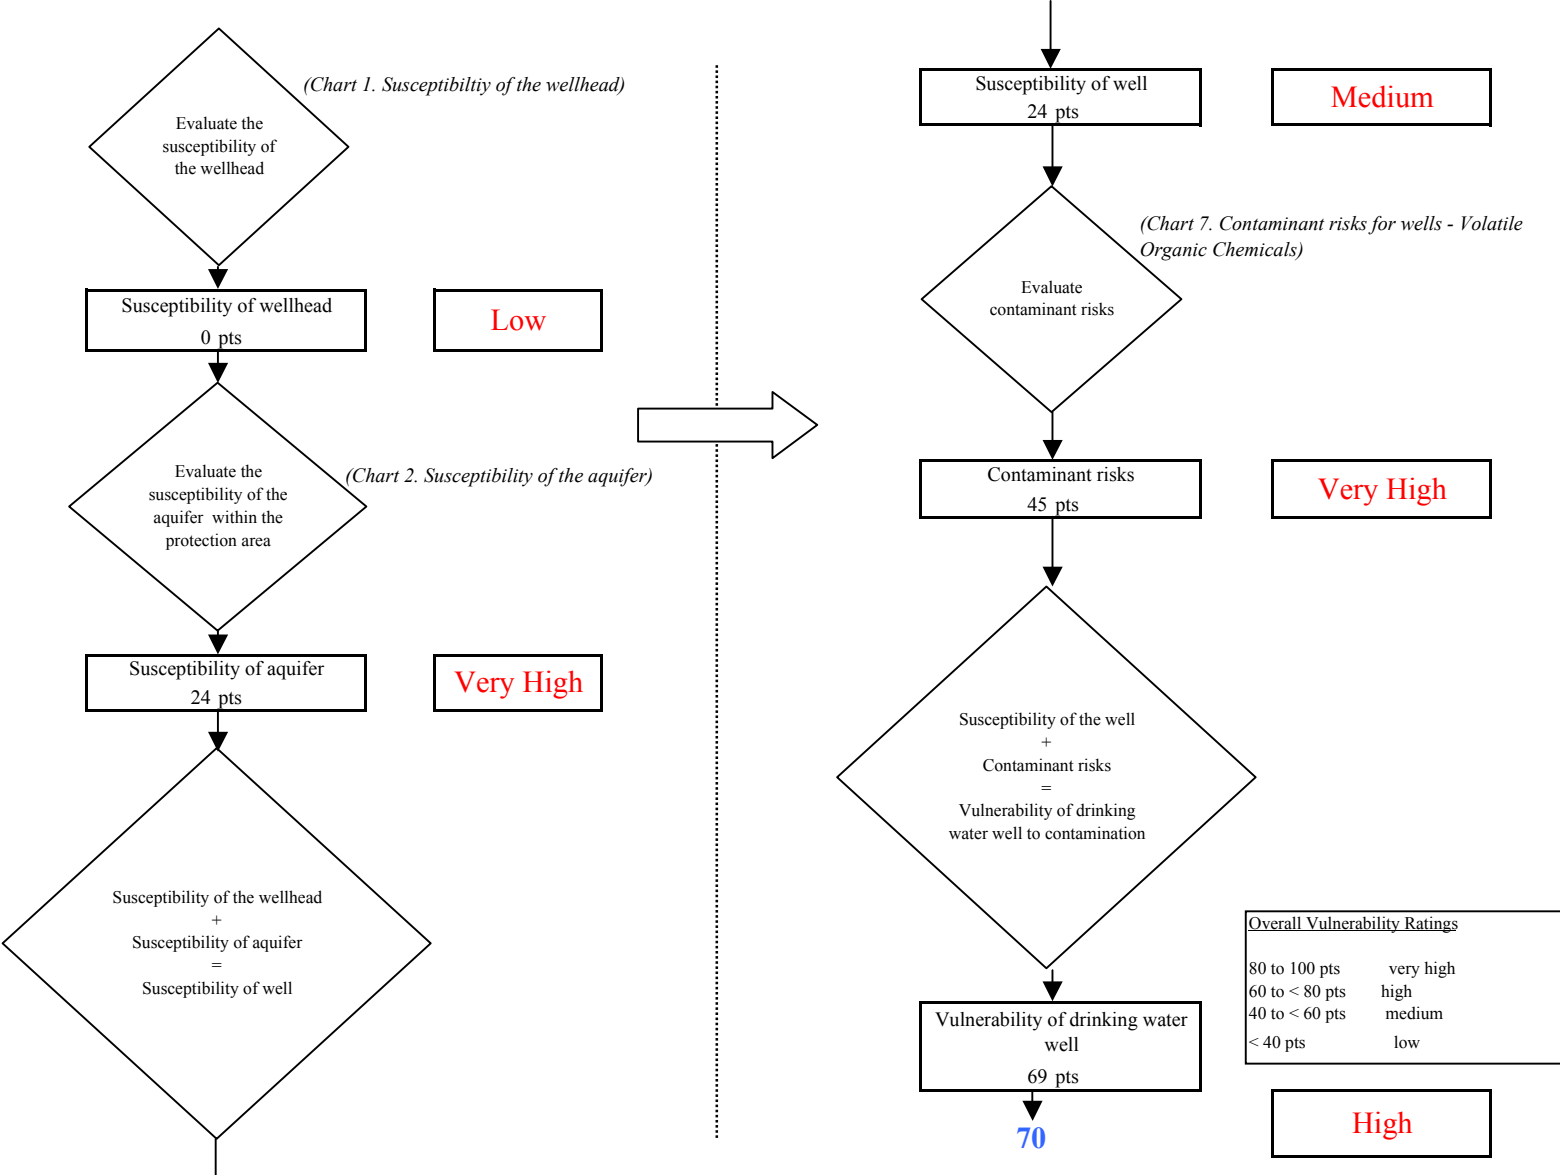 (Chart 1. Susceptibiltiy of the wellhead)
Evaluate the
susceptibility of
the wellhead
Susceptibility of wellhead
0 pts
Low
Evaluate the
susceptibility of the
aquifer within the
protection area
(Chart 2. Susceptibility of the aquifer)
Susceptibility of aquifer
24 pts
Very High
Susceptibility of the wellhead
+
Susceptibility of aquifer
=
Susceptibility of well
Susceptibility of well
24 pts
Medium
(Chart 7. Contaminant risks for wells - Volatile
Organic Chemicals)
Evaluate
contaminant risks
Contaminant risks
45 pts
Very High
Susceptibility of the well
+
Contaminant risks
=
Vulnerability of drinking
water well to contamination
Overall Vulnerability Ratings
80 to 100 pts very high
60 to < 80 pts high
40 to < 60 pts medium
< 40 pts low
Vulnerability of drinking water
well
69 pts
70
High